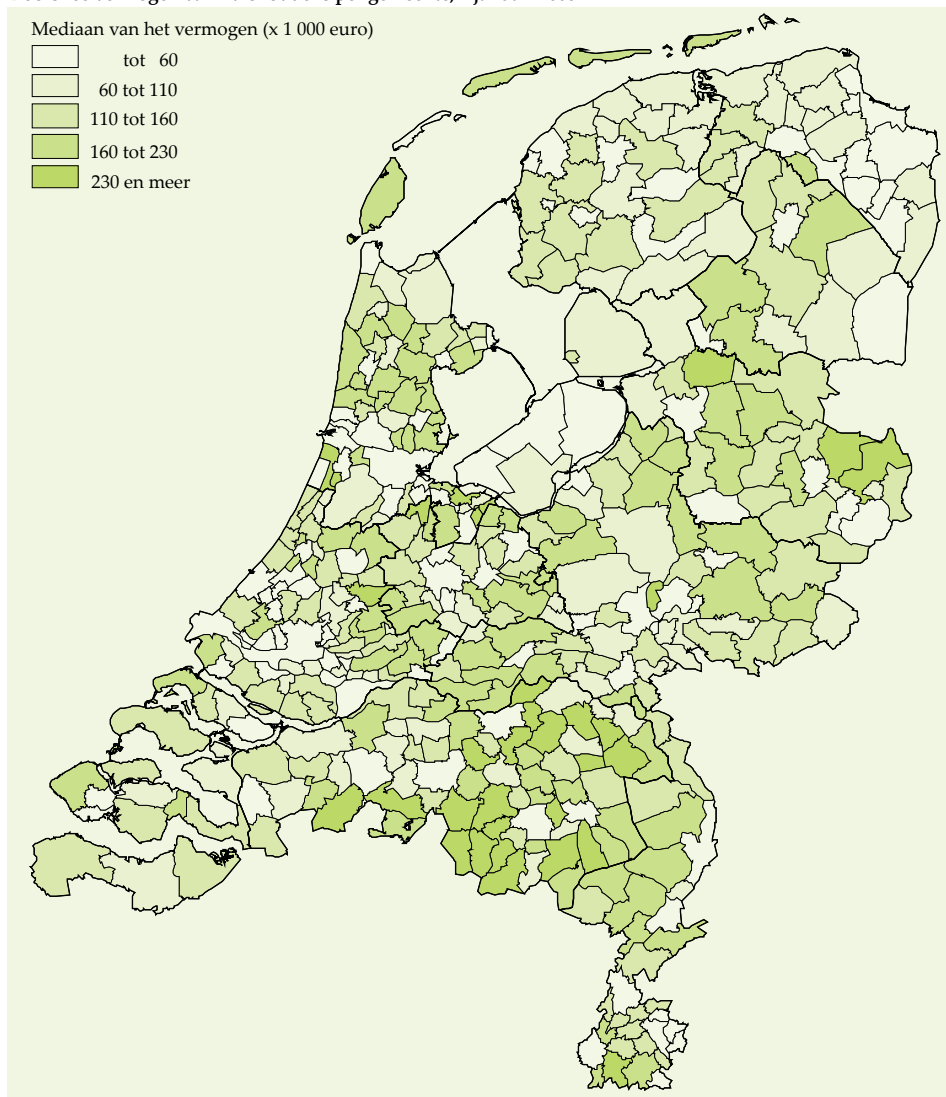 Mediaan van het vermogen (x 1 000 euro)
tot 60
60 tot 110
110 tot 160
160 tot 230
230 en meer